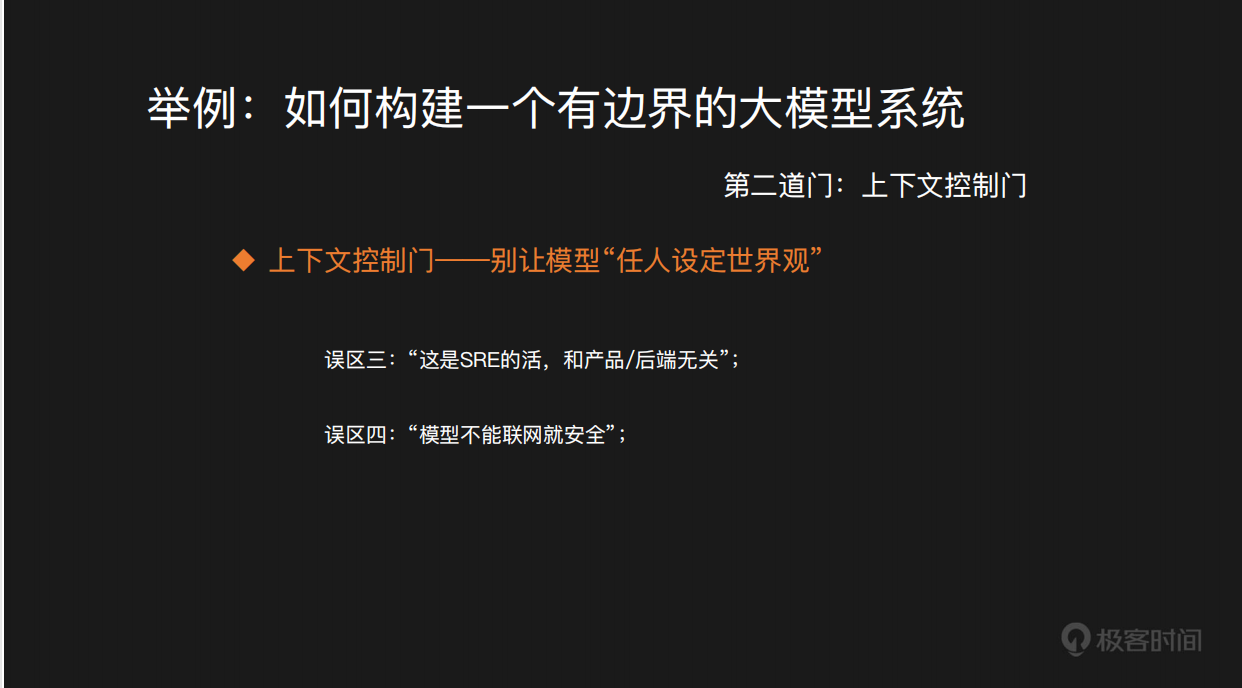 举例：如何构建一个有边界的大模型系统
第二道门：上下文控制门
◆ 上下文控制门——别让模型“任人设定世界观”
误区三：“这是SRE的活，和产品/后端无关”；
误区四：“模型不能联网就安全”；
极客时间